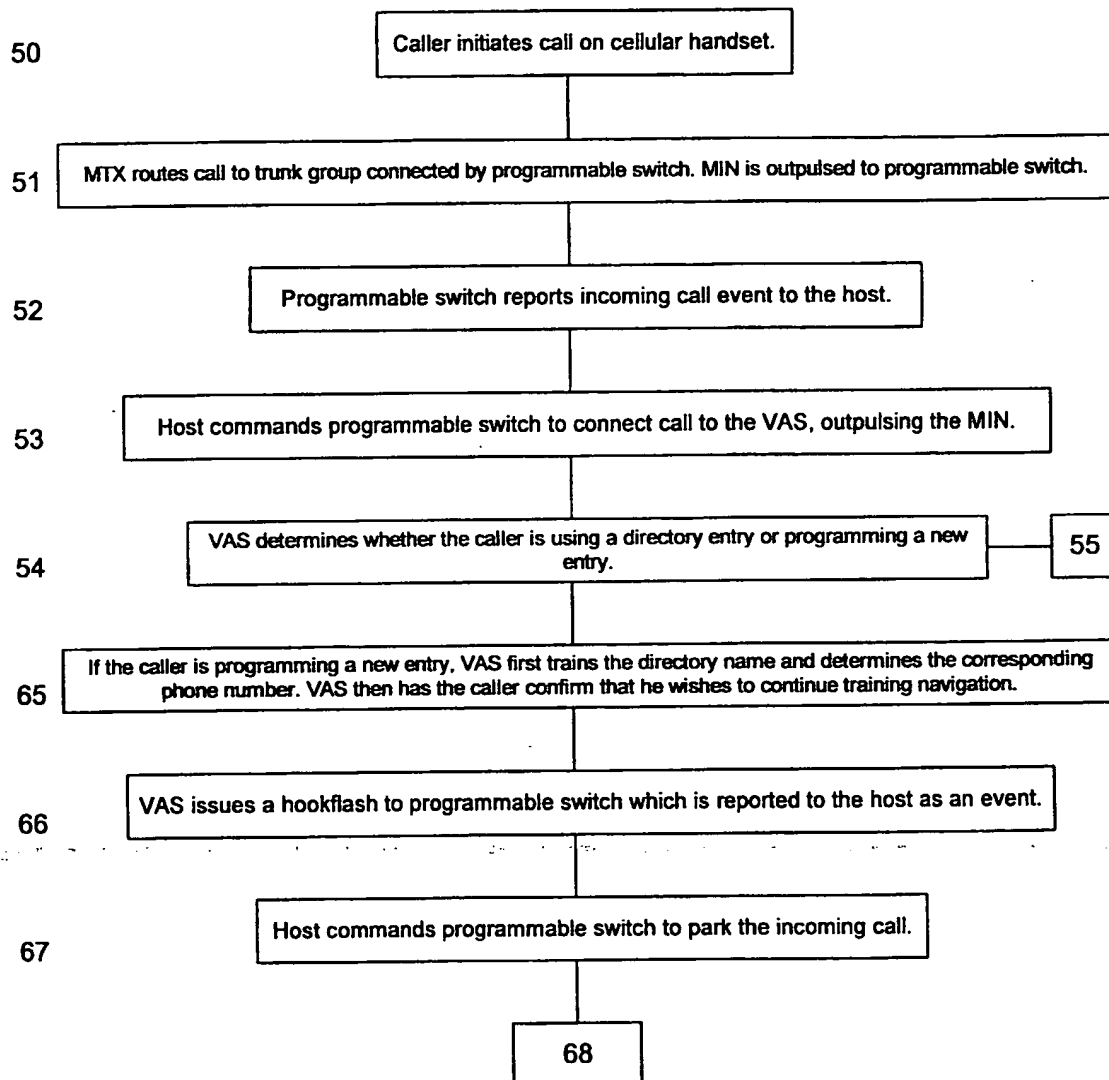 50
Caller initiates call on cellular handset.
51
MTX routes call to trunk group connected by programmable switch. MIN is outpulsed to programmable switch.
52
Programmable switch reports incoming call event to the host.
53
Host commands programmable switch to connect call to the VAS, outpulsing the MIN.
54
VAS determines whether the caller is using a directory entry or programming a new
entry.
55
65
If the caller is programming a new entry, VAS first trains the directory name and determines the corresponding
phone number. VAS then has the caller confirm that he wishes to continue training navigation.
66
VAS issues a hookflash to programmable switch which is reported to the host as an event.
67
Host commands programmable switch to park the incoming call.
68